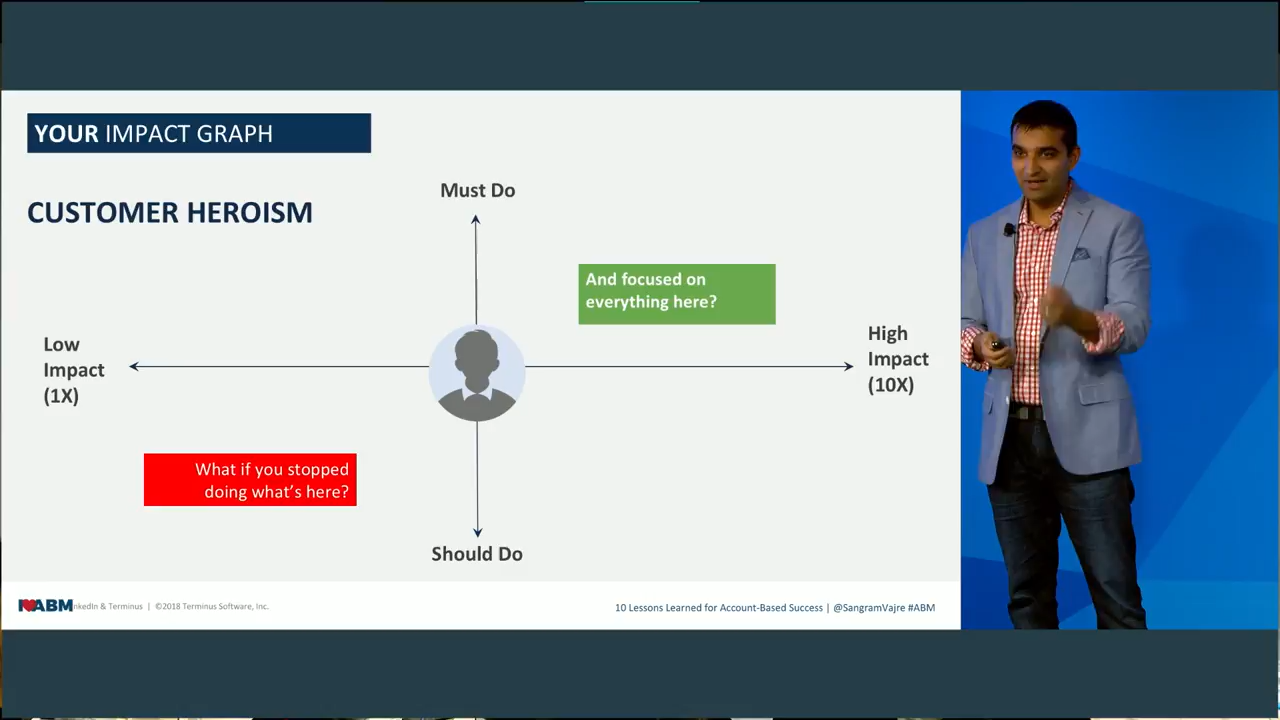 YOUR IMPACT GRAPH
CUSTOMER HEROISM
Must Do
And focused on
everything here?
Low
Impact
(1X)
High
Impact
(10X)
What if you stopped
doing what's here?
Should Do
ABM
nkedIn & Terminus | ©2018 Terminus Software, Inc.
10 Lessons Learned for Account-Based Success | @SangramVajre #ABM